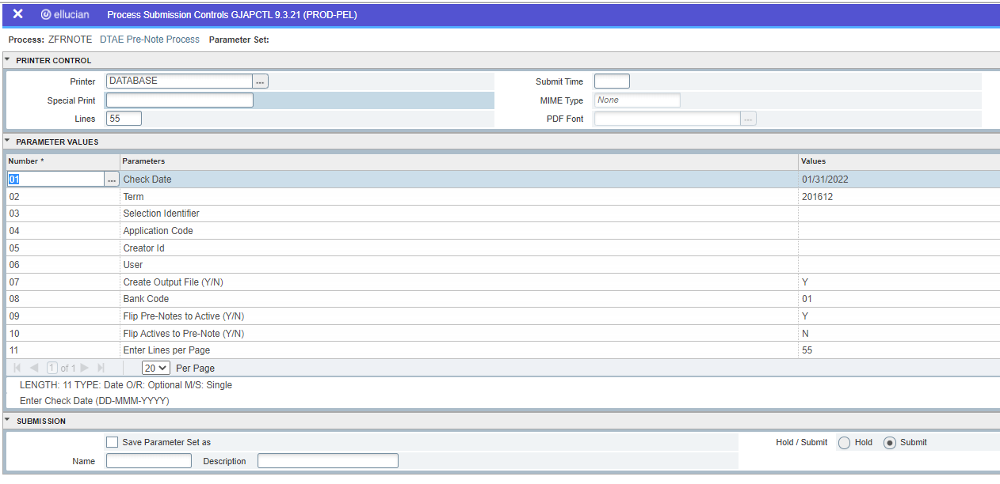 ✕ ellucian Process Submission Controls GJAPCTL 9.3.21 (PROD-PEL)
Process: ZFRNOTE DTAE Pre-Note Process Parameter Set:
PRINTER CONTROL
Printer DATABASE ... Submit Time
Special Print MIME Type None
Lines 55 PDF Font ...
PARAMETER VALUES
Number * Parameters Values
01 ... Check Date 01/31/2022
02 Term 201612
03 Selection Identifier
04 Application Code
05 Creator Id
06 User
07 Create Output File (Y/N) Y
08 Bank Code 01
09 Flip Pre-Notes to Active (Y/N) Y
10 Flip Actives to Pre-Note (Y/N) N
11 Enter Lines per Page 55
1 of 1 20 Per Page
LENGTH: 11 TYPE: Date O/R: Optional M/S: Single
Enter Check Date (DD-MMM-YYYY)
SUBMISSION
Save Parameter Set as Hold / Submit Hold Submit
Name Description